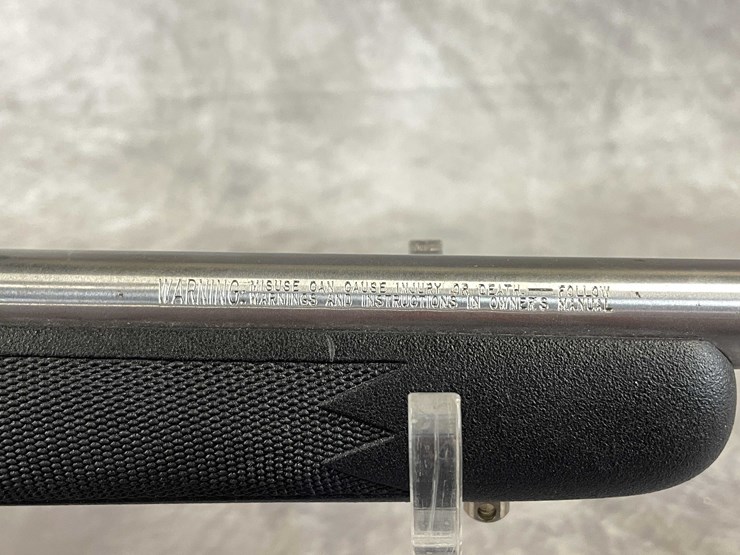 WARNING: MISUSE CAN CAUSE INJURY OR DEATH — FOLLOW
WARNINGS AND INSTRUCTIONS IN OWNER'S MANUAL